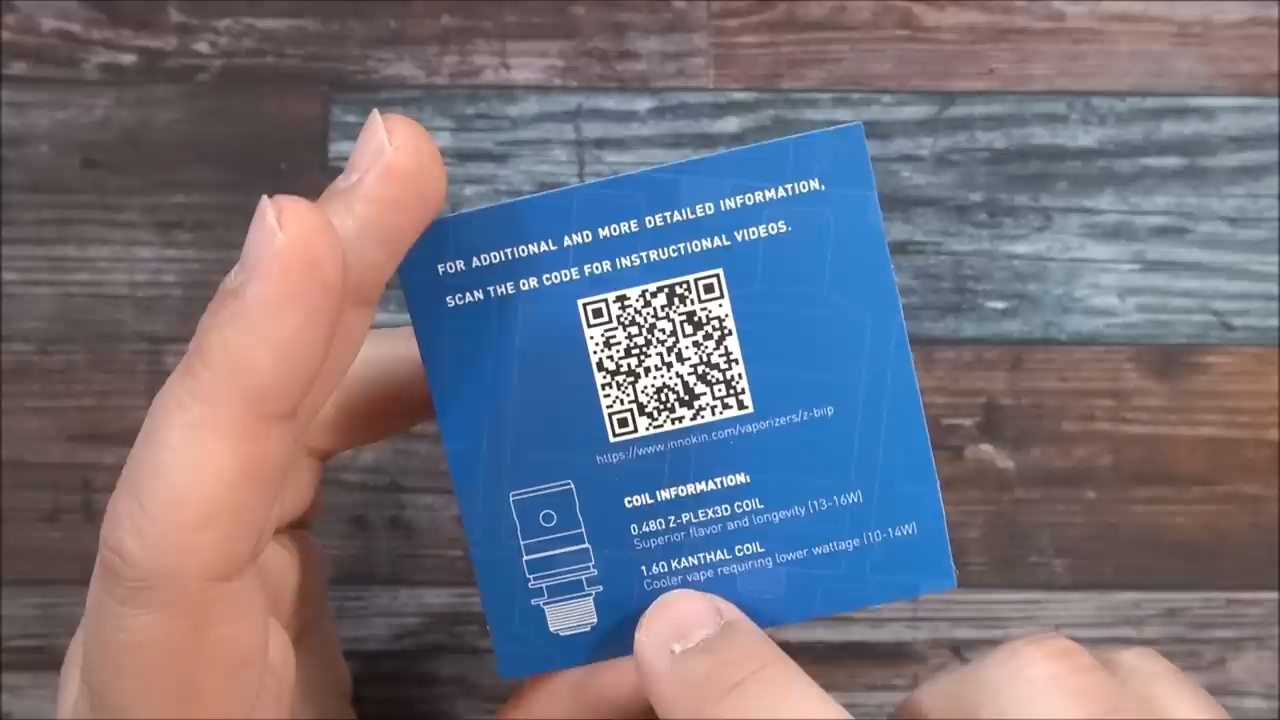 FOR ADDITIONAL AND MORE DETAILED INFORMATION,
SCAN THE QR CODE FOR INSTRUCTIONAL VIDEOS.
https://www.innokin.com/vaporizers/z-biip
COIL INFORMATION:
0.48Ω Z-PLEX3D COIL
Superior flavor and longevity (13-16W)
1.6Ω KANTHAL COIL
Cooler vape requiring lower wattage (10-14W)